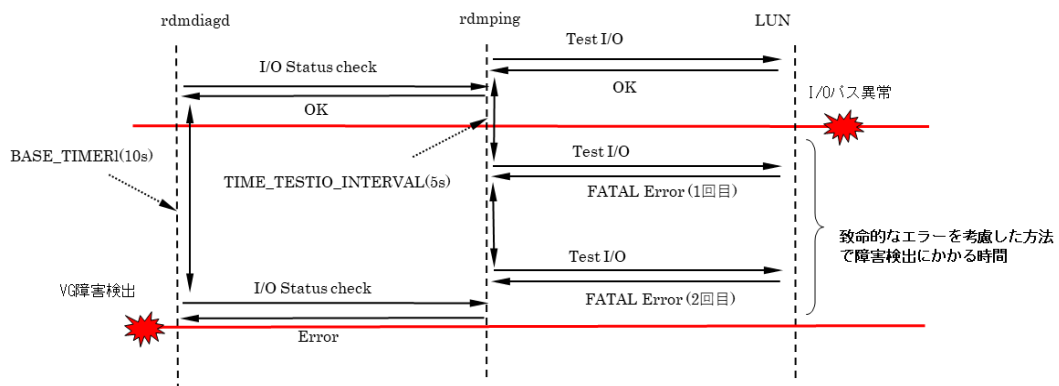 rdmdiagd
rdmping
LUN
Test I/O
I/O Status check
OK
OK
I/Oパス異常
BASE_TIMERl(10s)
TIME_TESTIO_INTERVAL(5s)
Test I/O
FATAL Error (1回目)
致命的なエラーを考慮した方法
で障害検出にかかる時間
Test I/O
VG障害検出
I/O Status check
FATAL Error (2回目)
Error